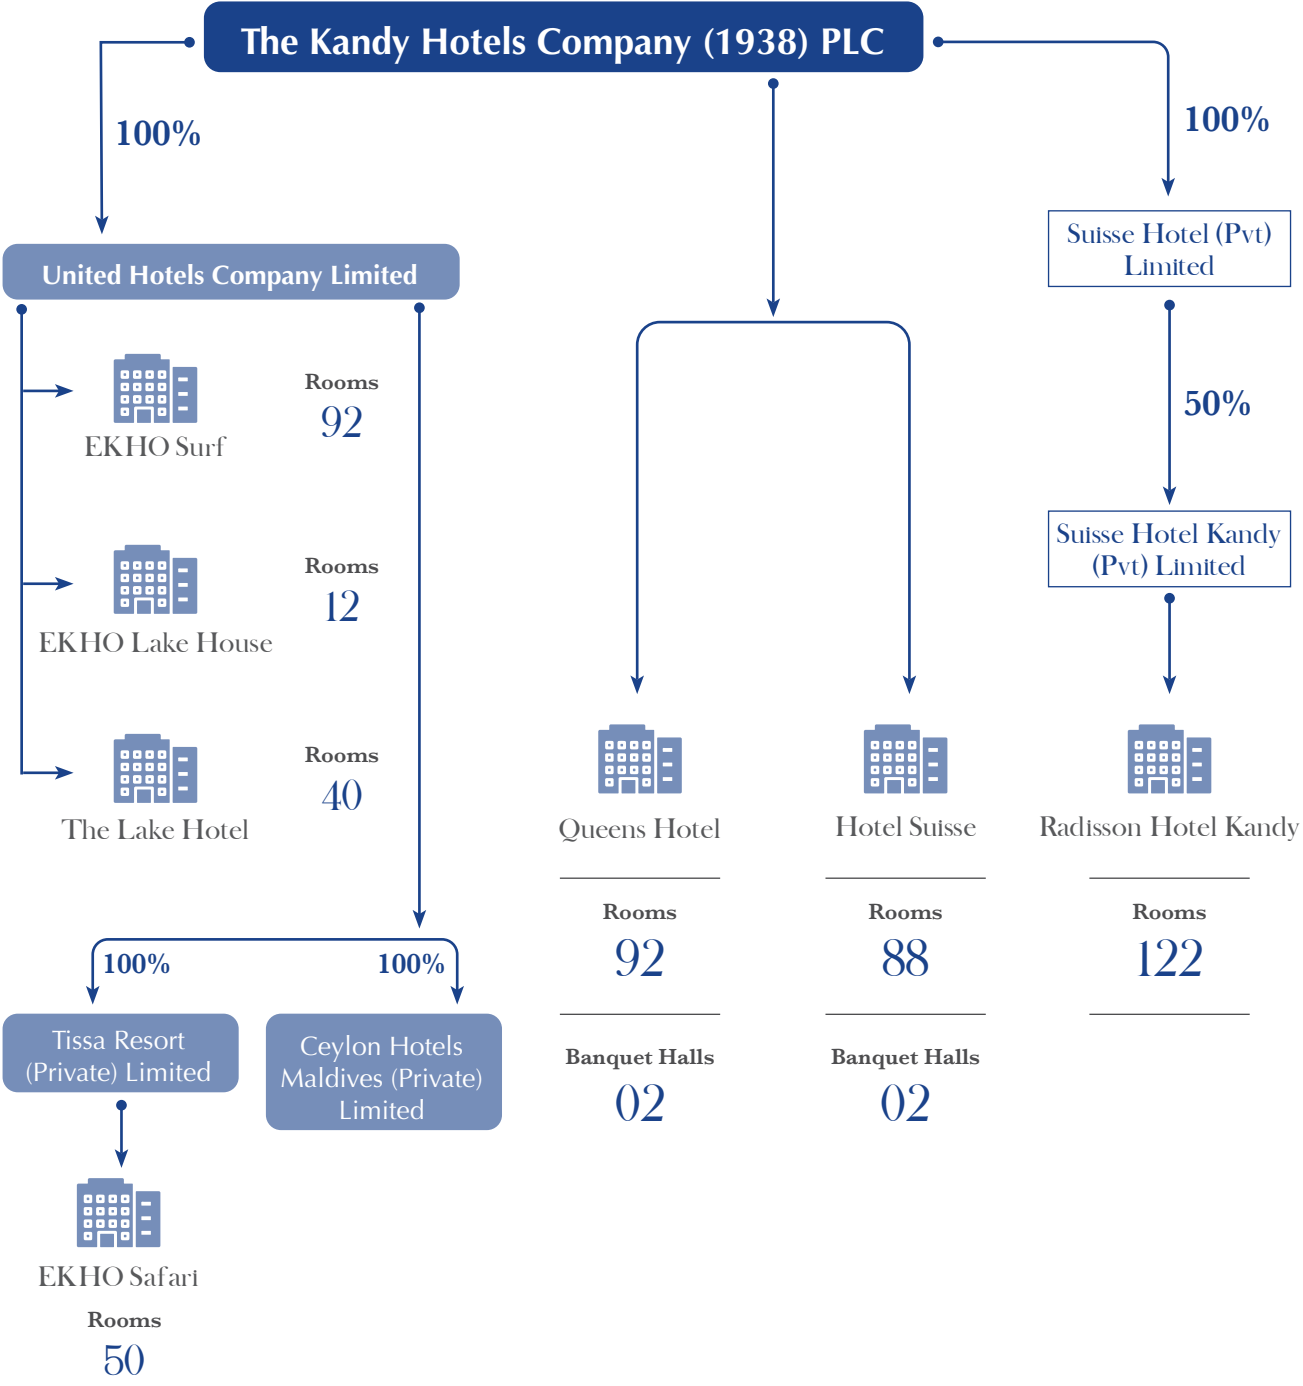 The Kandy Hotels Company (1938) PLC
100%
United Hotels Company Limited
EKHO Surf
Rooms
92
EKHO Lake House
Rooms
12
The Lake Hotel
Rooms
40
100%
100%
Tissa Resort
(Private) Limited
Ceylon Hotels
Maldives (Private)
Limited
EKHO Safari
Rooms
50
Queens Hotel
Rooms
92
Banquet Halls
02
Hotel Suisse
Rooms
88
Banquet Halls
02
100%
Suisse Hotel (Pvt)
Limited
50%
Suisse Hotel Kandy
(Pvt) Limited
Radisson Hotel Kandy
Rooms
122